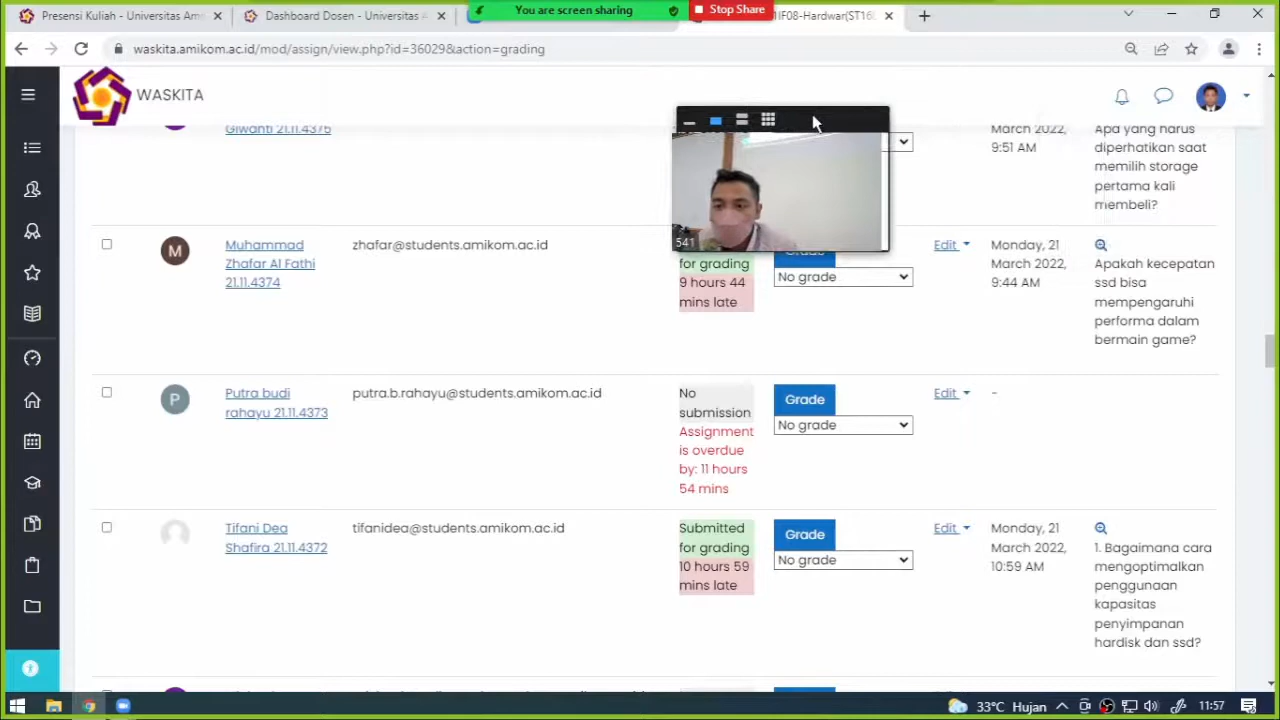 Presensi Kuliah - Universitas Am
Dashboard Dosen - Universitas A
You are screen sharing
Stop Share
1IF08-Hardwar(ST16
waskita.amikom.ac.id/mod/assign/view.php?id=36029&action=grading
WASKITA
Giwanti 21.11.4375
March 2022,
9:51 AM
Apa yang harus
diperhatikan saat
memilih storage
pertama kali
membeli?
541
M
Muhammad
Zhafar Al Fathi
21.11.4374
zhafar@students.amikom.ac.id
for grading
9 hours 44
mins late
Grade
No grade
Edit
Monday, 21
March 2022,
9:44 AM
Apakah kecepatan
ssd bisa
mempengaruhi
performa dalam
bermain game?
P
Putra budi
rahayu 21.11.4373
putra.b.rahayu@students.amikom.ac.id
No
submission
Assignment
is overdue
by: 11 hours
54 mins
Grade
No grade
Edit
-
Tifani Dea
Shafira 21.11.4372
tifanidea@students.amikom.ac.id
Submitted
for grading
10 hours 59
mins late
Grade
No grade
Edit
Monday, 21
March 2022,
10:59 AM
1. Bagaimana cara
mengoptimalkan
penggunaan
kapasitas
penyimpanan
hardisk dan ssd?
33°C Hujan
11:57